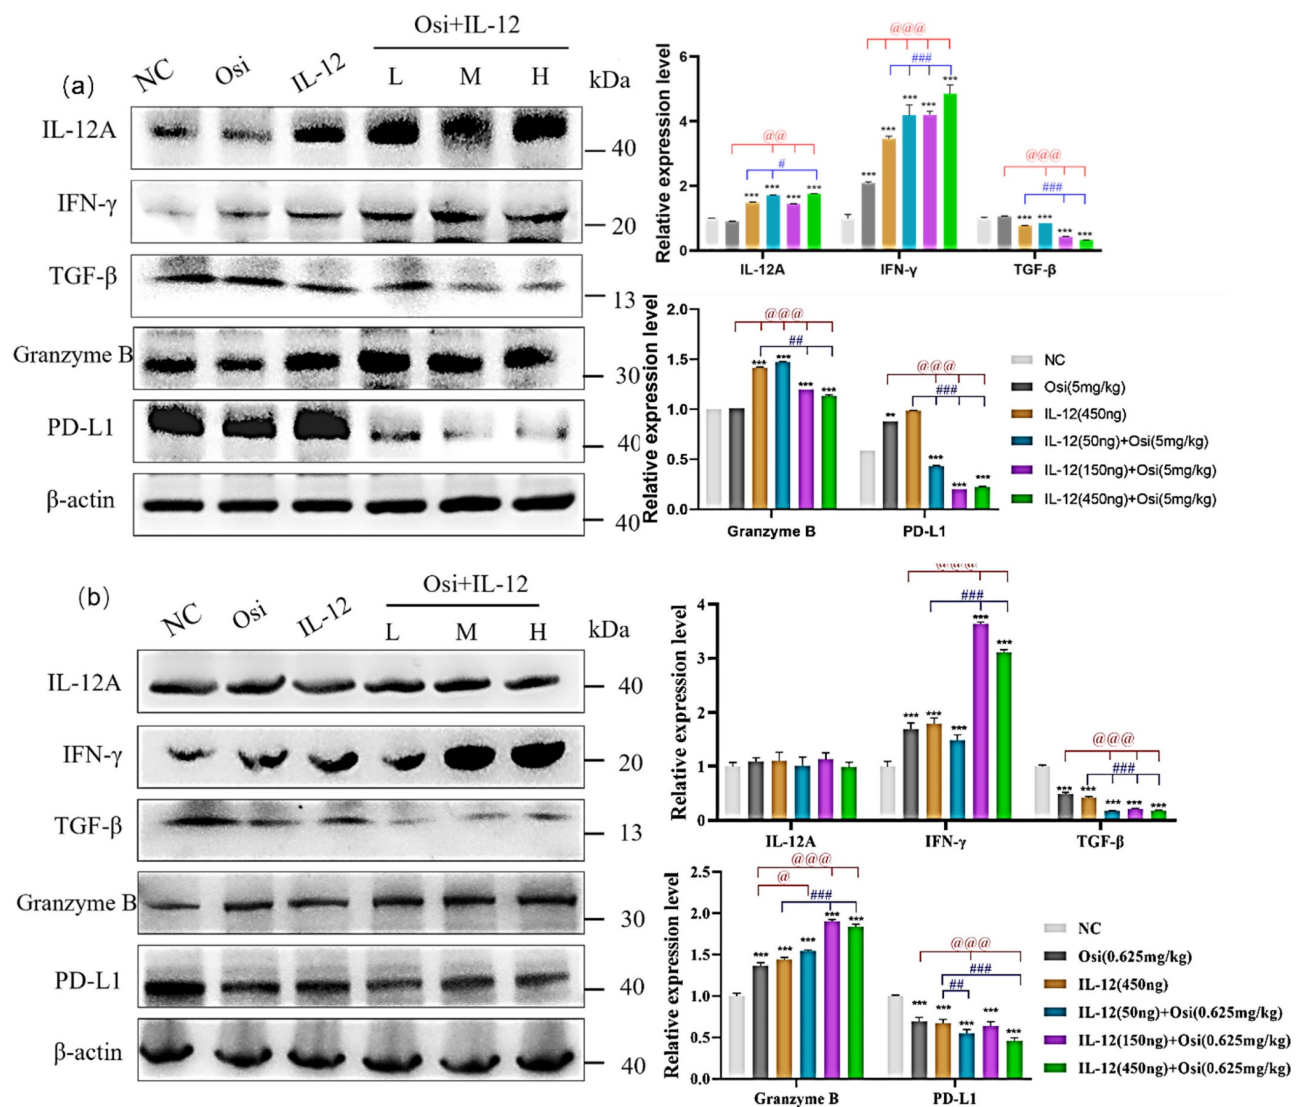 Osi+IL-12
NC Osi IL-12 L M H kDa
(a)
IL-12A
40
IFN-γ
20
TGF-β
13
Granzyme B
30
PD-L1
40
β-actin
40
Relative expression level
6
4
2
0
@@
#
*** *** *** ***
@@@
###
*** *** *** *** ***
@@@
###
*** *** *** ***
IL-12A IFN-γ TGF-β
Relative expression level
2.0
1.5
1.0
0.5
0.0
@@@
##
*** *** *** ***
@@@
###
** *** *** ***
Granzyme B PD-L1
NC
Osi(5mg/kg)
IL-12(450ng)
IL-12(50ng)+Osi(5mg/kg)
IL-12(150ng)+Osi(5mg/kg)
IL-12(450ng)+Osi(5mg/kg)
(b)
Osi+IL-12
NC Osi IL-12 L M H kDa
IL-12A
40
IFN-γ
20
TGF-β
13
Granzyme B
30
PD-L1
40
β-actin
40
Relative expression level
4
3
2
1
0
@@@
###
*** *** *** *** ***
@@@
###
*** *** *** *** ***
IL-12A IFN-γ TGF-β
Relative expression level
2.5
2.0
1.5
1.0
0.5
0.0
@@@
@
###
*** *** *** *** ***
@@@
###
##
*** *** *** *** ***
Granzyme B PD-L1
NC
Osi(0.625mg/kg)
IL-12(450ng)
IL-12(50ng)+Osi(0.625mg/kg)
IL-12(150ng)+Osi(0.625mg/kg)
IL-12(450ng)+Osi(0.625mg/kg)